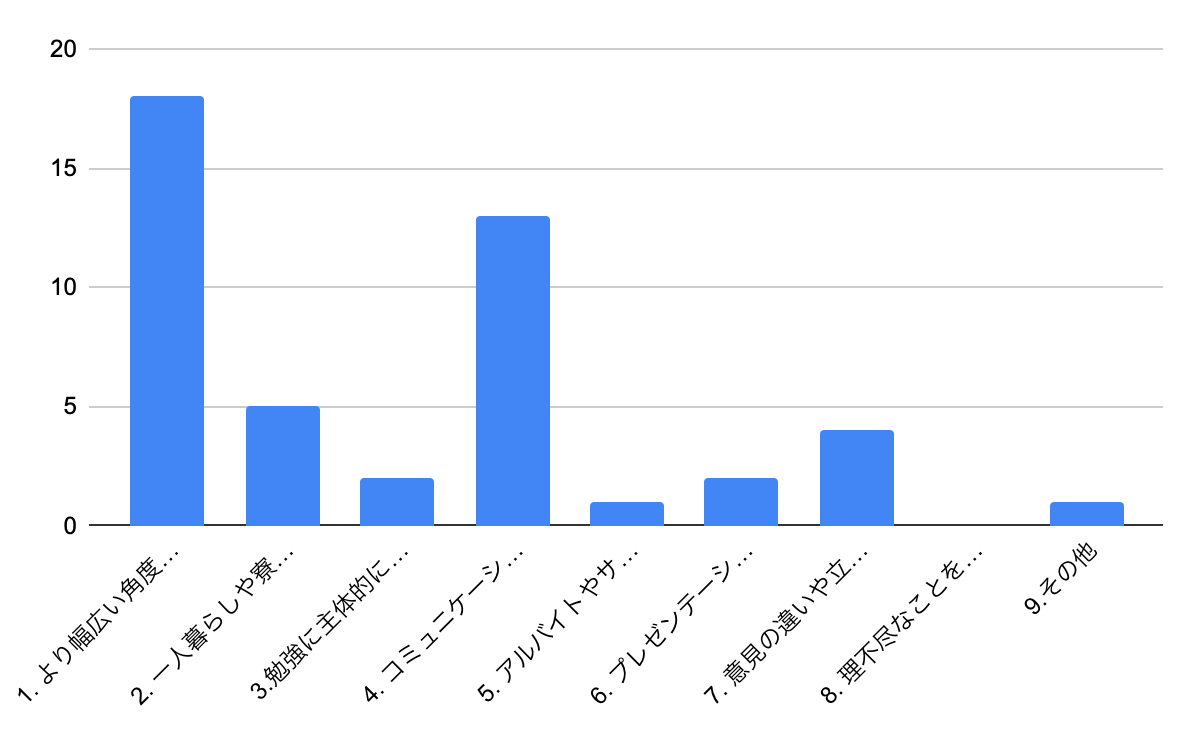 20
15
10
5
0
1. より幅広い角度…
2. 一人暮らしや寮…
3.勉強に主体的に…
4. コミュニケーシ…
5. アルバイトやサ…
6. プレゼンテーシ…
7. 意見の違いや立…
8. 理不尽なことを…
9.その他